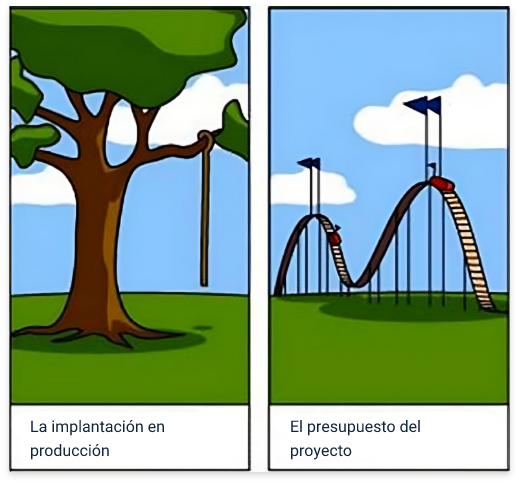 La implantación en
producción
El presupuesto del
proyecto